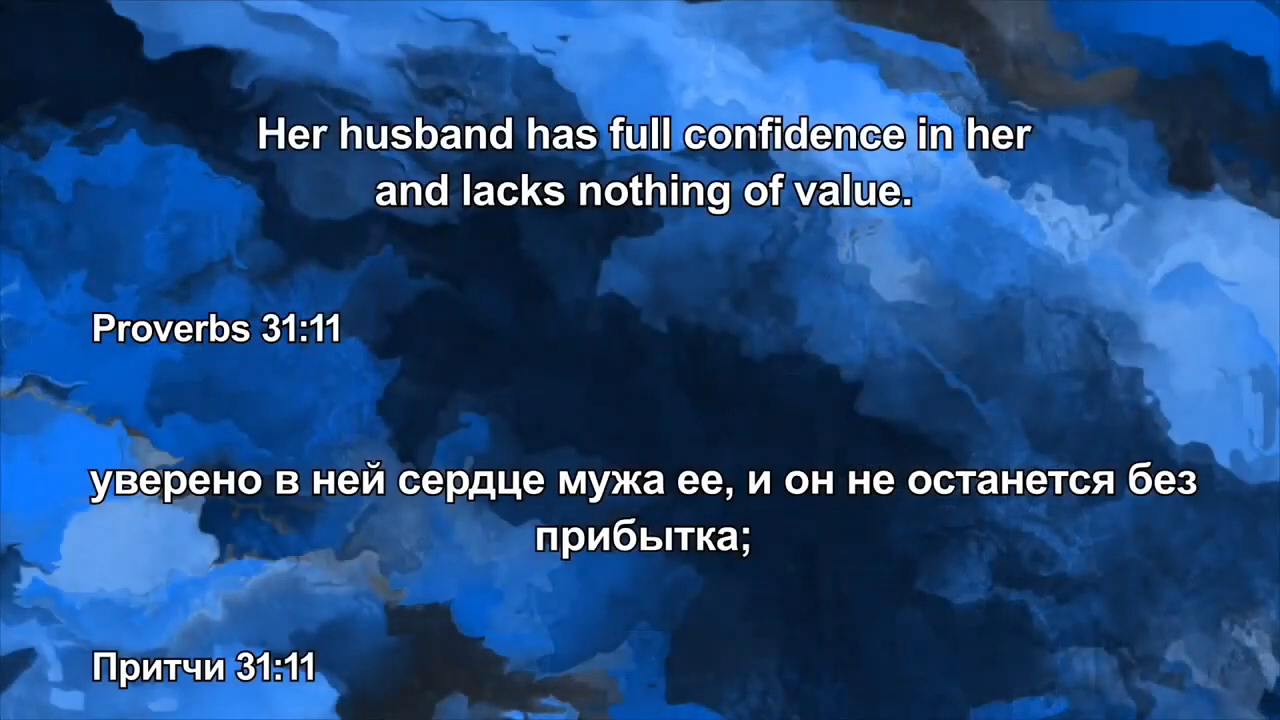 Her husband has full confidence in her
and lacks nothing of value.
Proverbs 31:11
уверено в ней сердце мужа ее, и он не останется без
прибытка;
Притчи 31:11